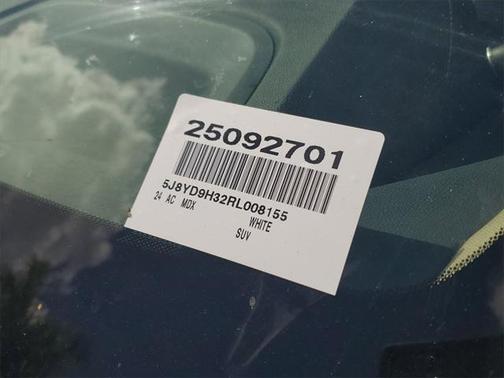 25092701
5J8YD9H32RL008155
24 AC MDX
WHITE
SUV